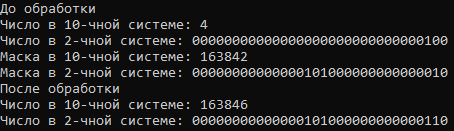 До обработки
Число в 10-чной системе: 4
Число в 2-чной системе: 00000000000000000000000000000100
Маска в 10-чной системе: 163842
Маска в 2-чной системе: 00000000000000101000000000000010
После обработки
Число в 10-чной системе: 163846
Число в 2-чной системе: 00000000000000101000000000000110